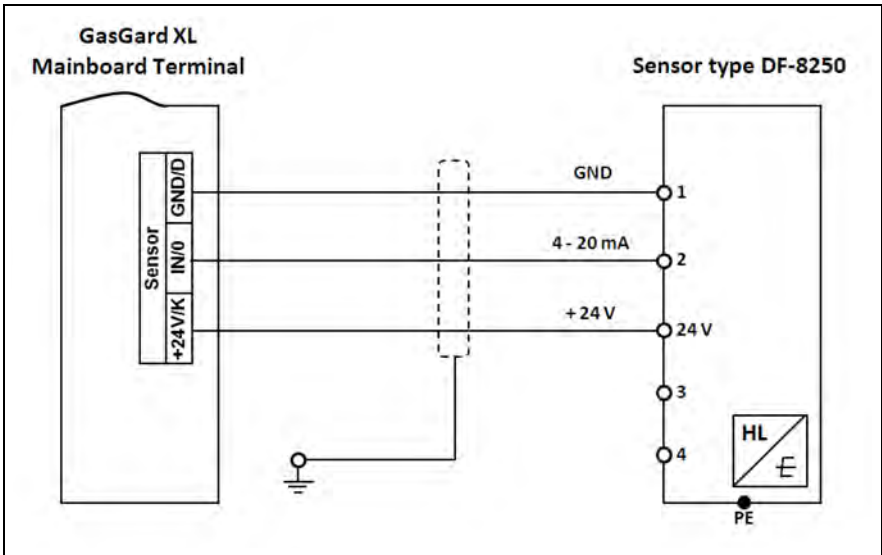 GasGard XL
Mainboard Terminal
Sensor type DF-8250
Sensor
GND/D
IN/0
+24V/K
GND
4 - 20 mA
+ 24 V
1
2
24 V
3
4
HL
PE